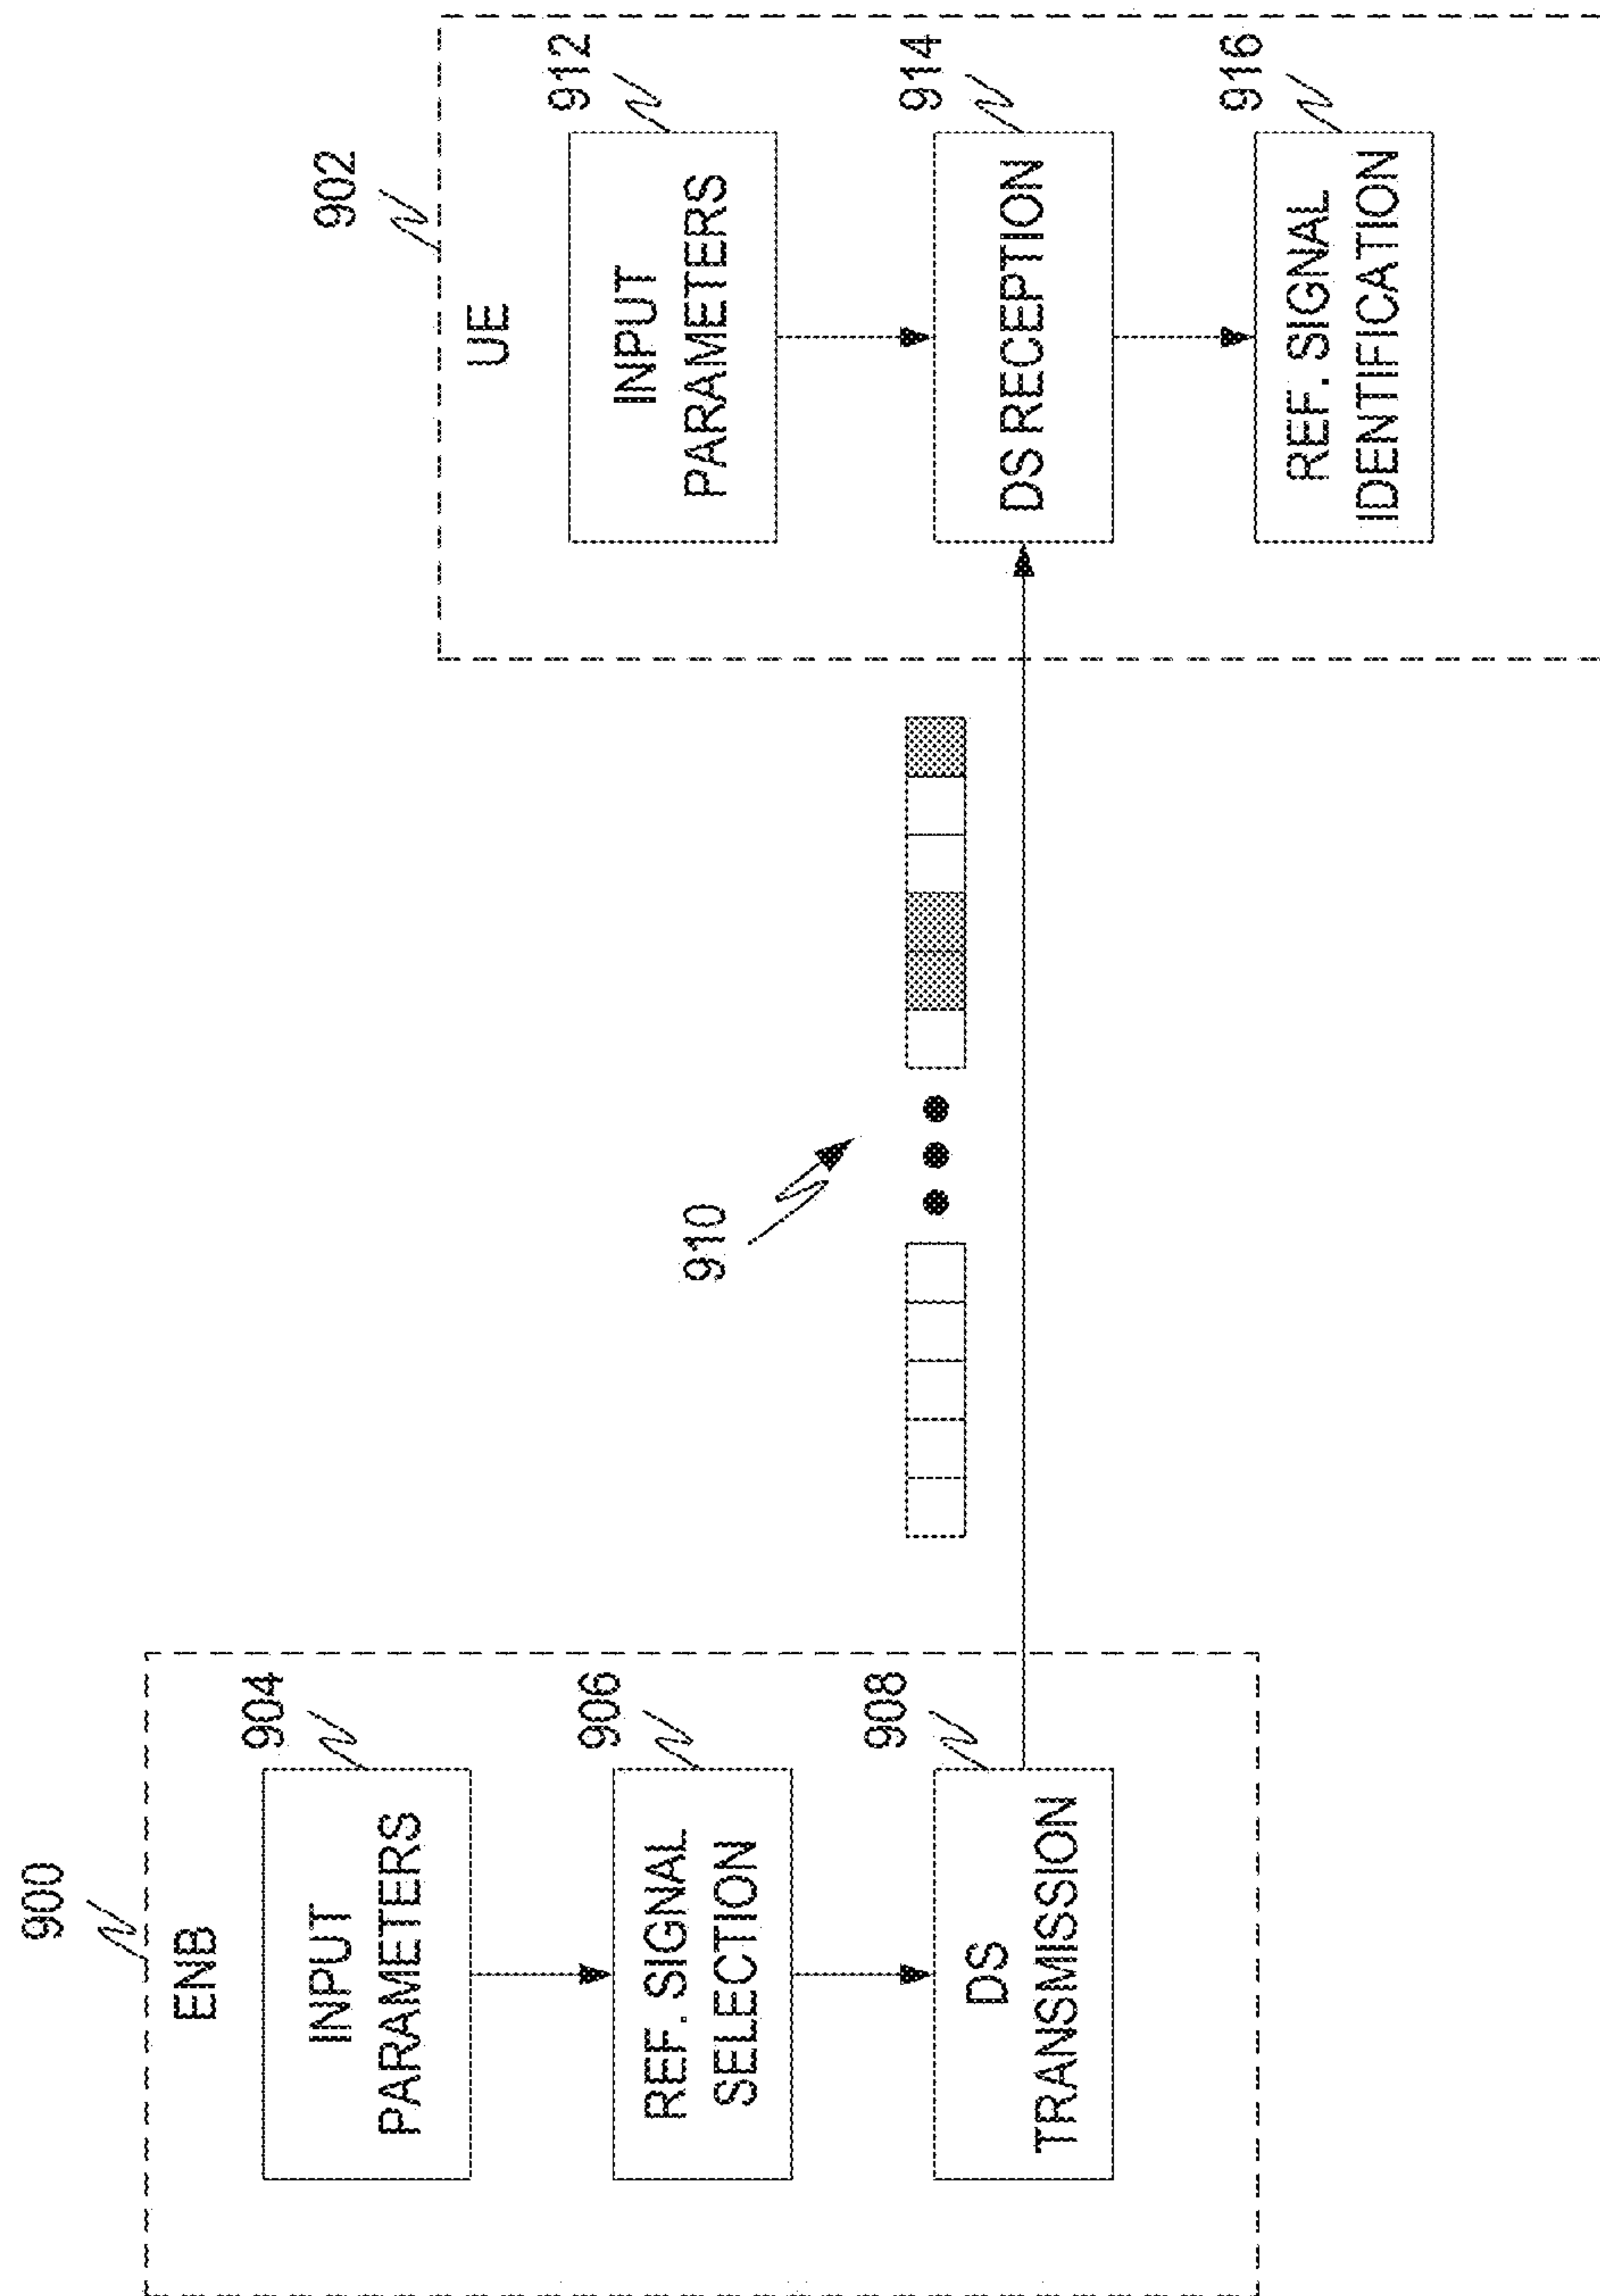 900
ENB
904
INPUT
PARAMETERS
906
REF. SIGNAL
SELECTION
908
DS
TRANSMISSION
910
902
UE
912
INPUT
PARAMETERS
914
DS RECEPTION
916
REF. SIGNAL
IDENTIFICATION